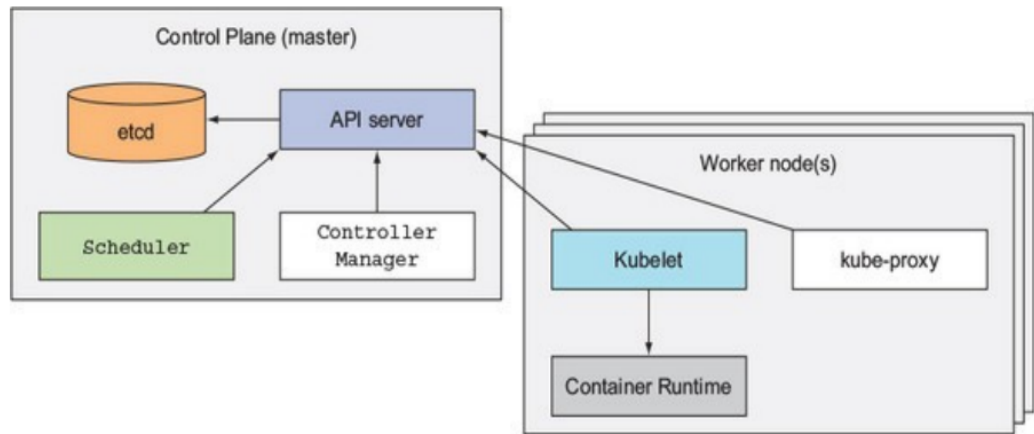 Control Plane (master)
etcd
API server
Scheduler
Controller
Manager
Worker node(s)
Kubelet
kube-proxy
Container Runtime